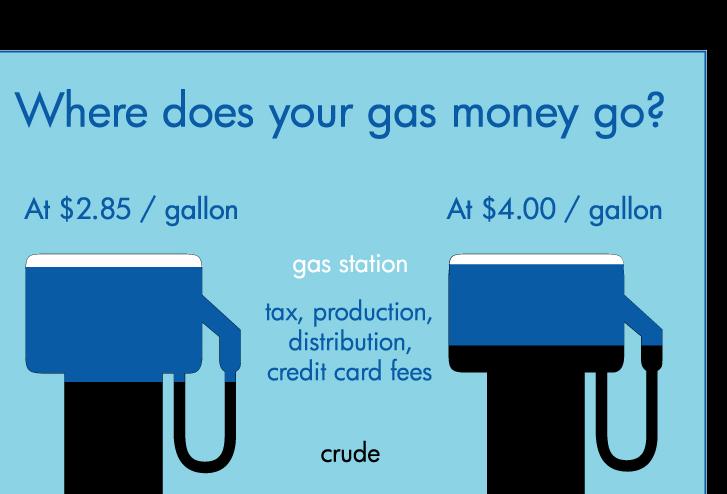 Where does your gas money go?
At $2.85 / gallon
At $4.00 / gallon
gas station
tax, production,
distribution,
credit card fees
crude